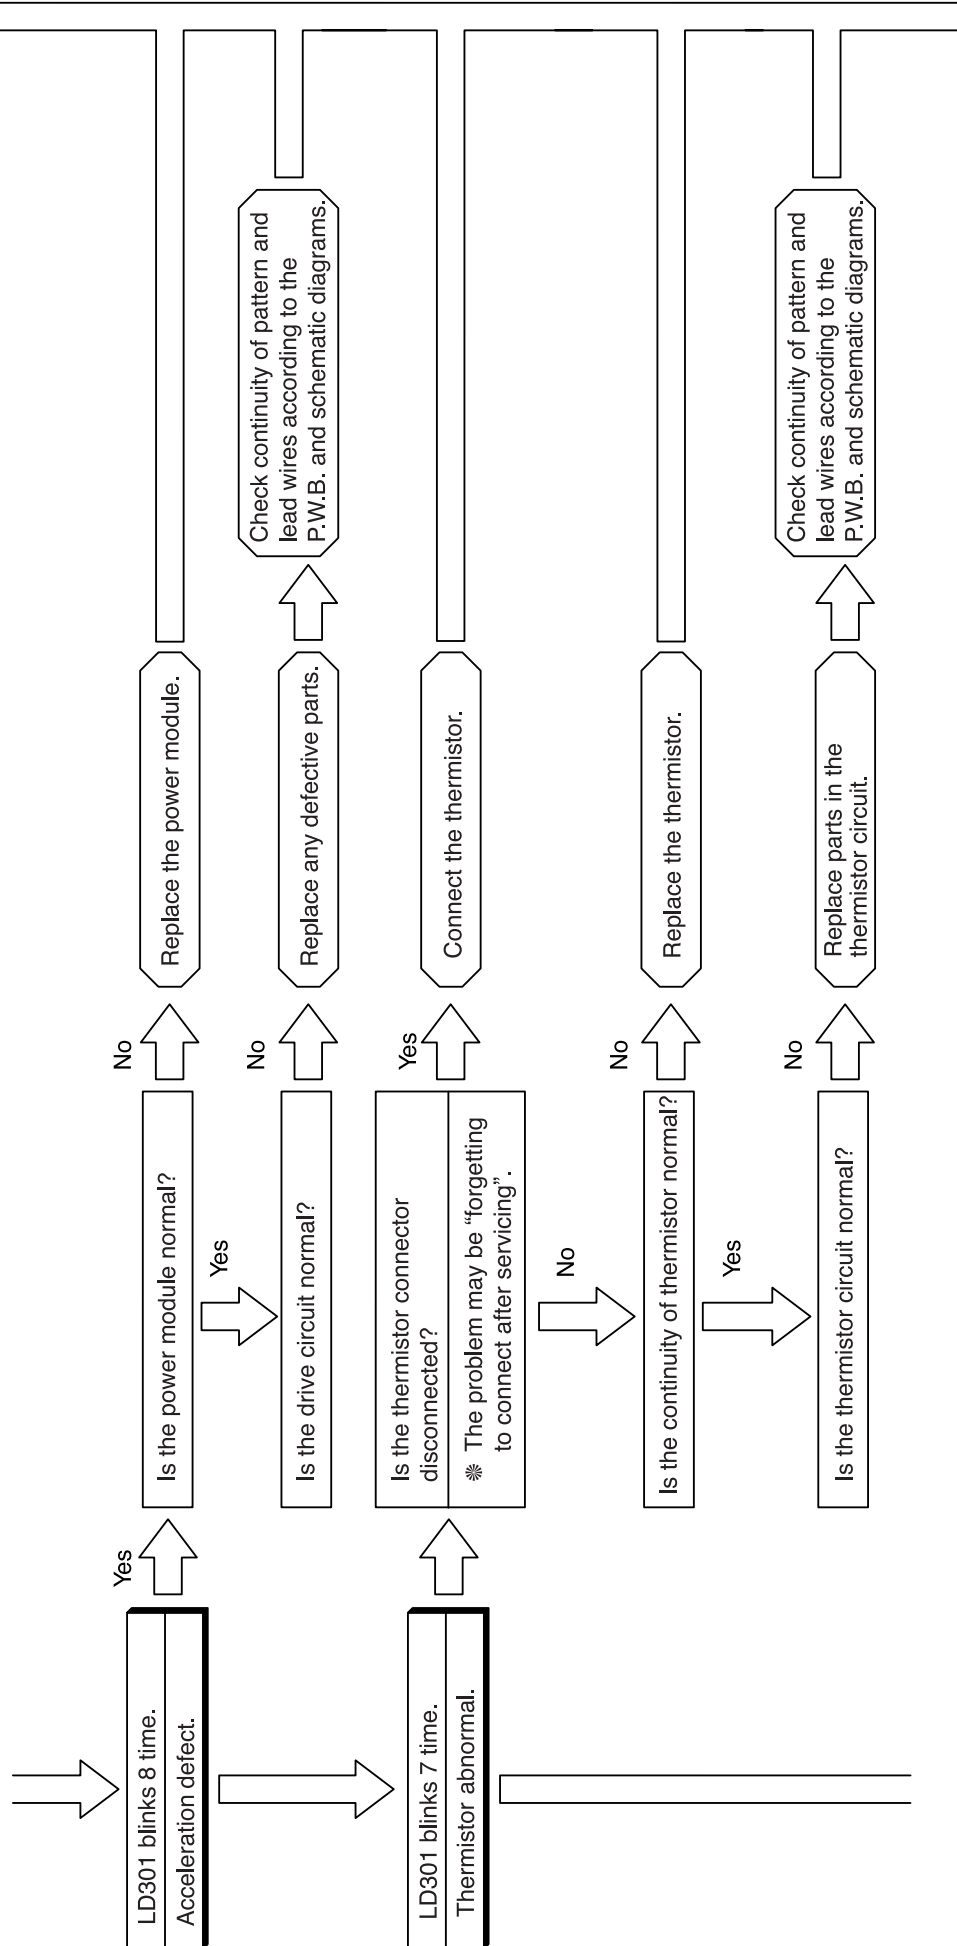 LD301 blinks 8 time.
Acceleration defect.
Yes
Is the power module normal?
No
Replace the power module.
Yes
Is the drive circuit normal?
No
Replace any defective parts.
Check continuity of pattern and
lead wires according to the
P.W.B. and schematic diagrams.
LD301 blinks 7 time.
Thermistor abnormal.
Is the thermistor connector
disconnected?
❋ The problem may be “forgetting
to connect after servicing”.
Yes
Connect the thermistor.
No
Is the continuity of thermistor normal?
No
Replace the thermistor.
Yes
Is the thermistor circuit normal?
No
Replace parts in the
thermistor circuit.
Check continuity of pattern and
lead wires according to the
P.W.B. and schematic diagrams.